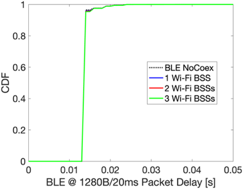 1
0.8
0.6
0.4
0.2
0
CDF
BLE NoCoex
1 Wi-Fi BSS
2 Wi-Fi BSSs
3 Wi-Fi BSSs
0 0.01 0.02 0.03 0.04 0.05
BLE @ 1280B/20ms Packet Delay [s]